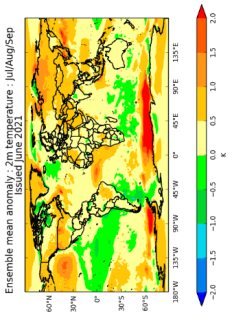 Ensemble mean anomaly : 2m temperature : Jul/Aug/Sep
Issued June 2021
60°N
30°N
0°
30°S
60°S
180°W
135°W
90°W
45°W
0°
45°E
90°E
135°E
−2.0
−1.5
−1.0
−0.5
0.0
0.5
1.0
1.5
2.0
K